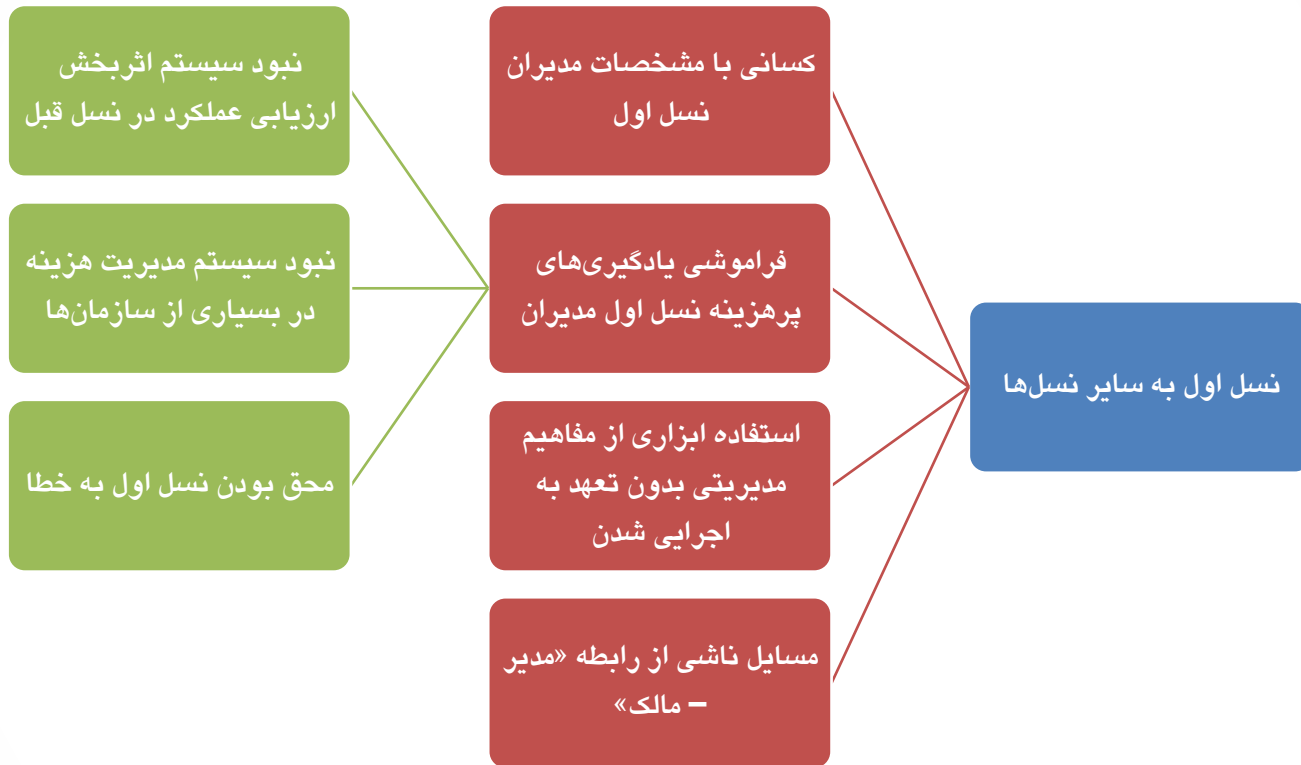 نسل اول به سایر نسل‌ها
کسانی با مشخصات مدیران
نسل اول
فراموشی یادگیری‌های
پرهزینه نسل اول مدیران
استفاده ابزاری از مفاهیم
مدیریتی بدون تعهد به
اجرایی شدن
مسایل ناشی از رابطه «مدیر
– مالک»
نبود سیستم اثربخش
ارزیابی عملکرد در نسل قبل
نبود سیستم مدیریت هزینه
در بسیاری از سازمان‌ها
محق بودن نسل اول به خطا